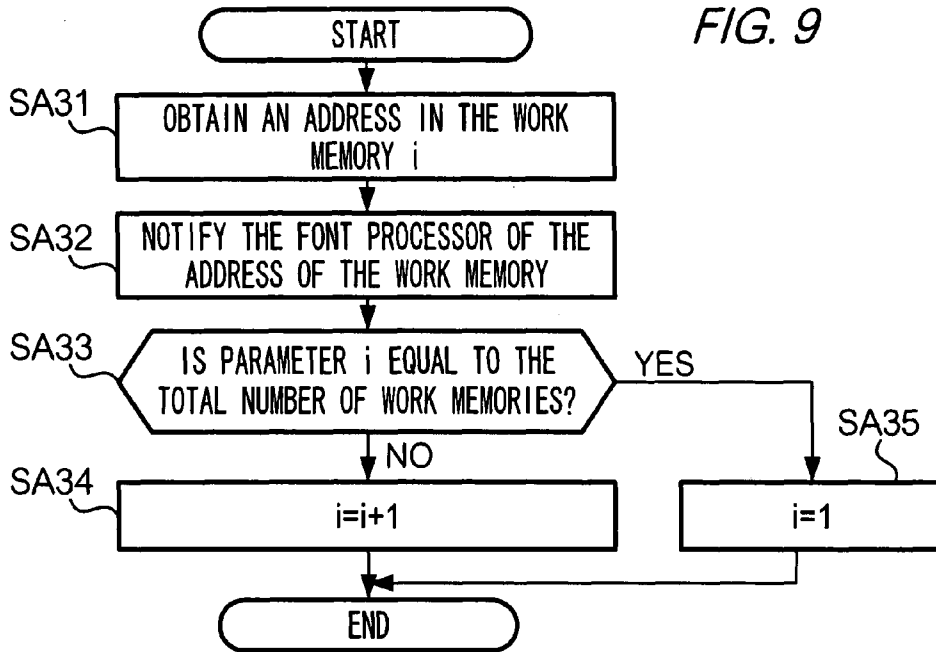 FIG. 9
START
SA31
OBTAIN AN ADDRESS IN THE WORK
MEMORY i
SA32
NOTIFY THE FONT PROCESSOR OF THE
ADDRESS OF THE WORK MEMORY
SA33
IS PARAMETER i EQUAL TO THE
TOTAL NUMBER OF WORK MEMORIES?
YES
NO
SA34
i=i+1
SA35
i=1
END